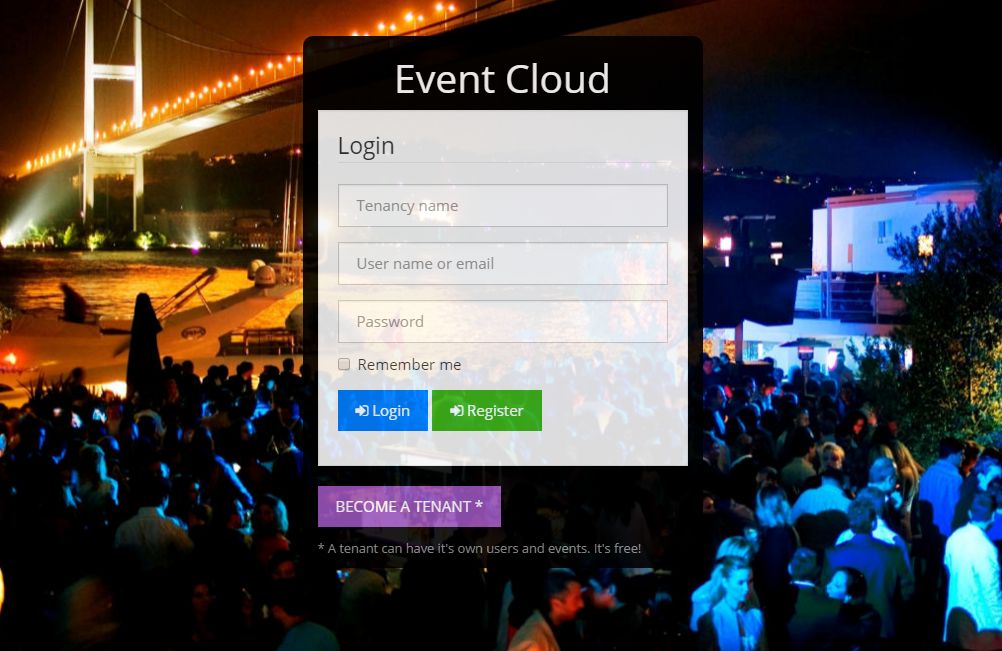 Event Cloud
Login
Tenancy name
User name or email
Password
Remember me
Login Register
BECOME A TENANT *
* A tenant can have it's own users and events. It's free!